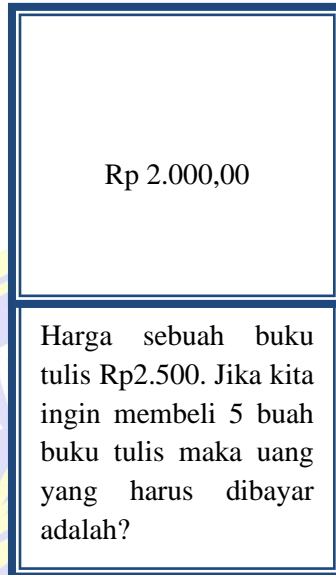 Rp 2.000,00
Harga sebuah buku
tulis Rp2.500. Jika kita
ingin membeli 5 buah
buku tulis maka uang
yang harus dibayar
adalah?